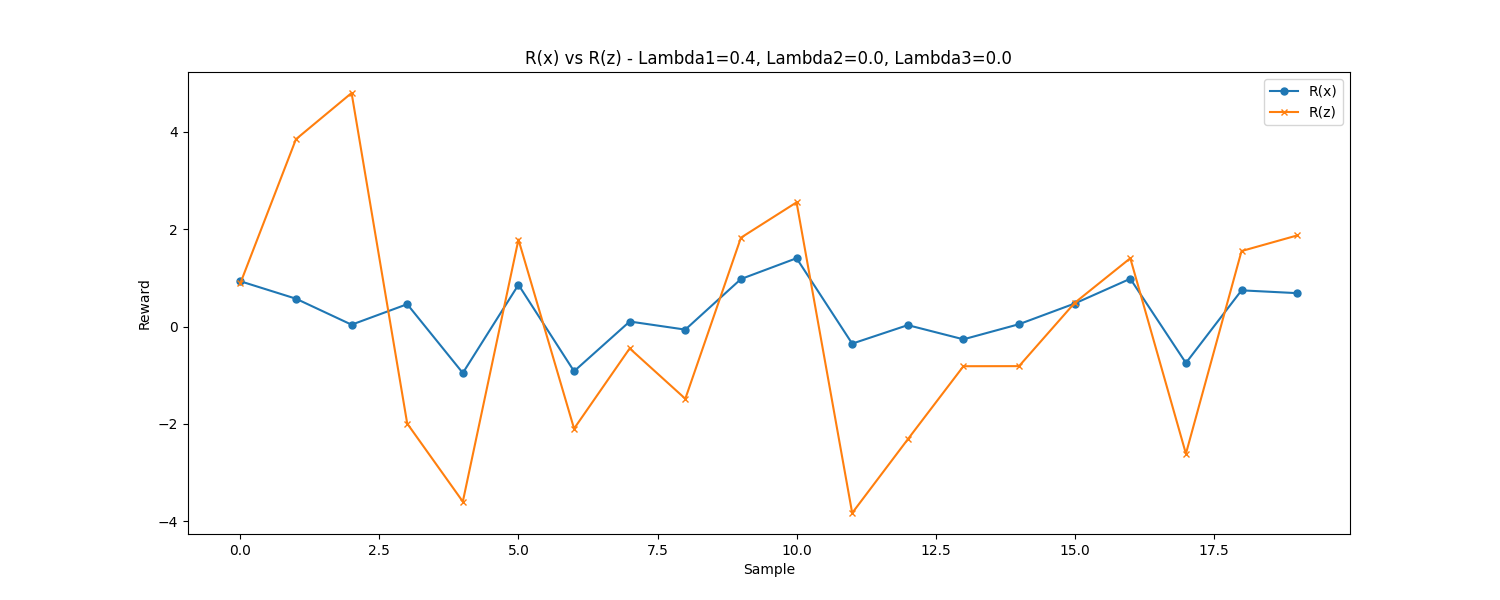 R(x) vs R(z) - Lambda1=0.4, Lambda2=0.0, Lambda3=0.0
R(x)
R(z)
4
2
0
−2
−4
Reward
0.0 2.5 5.0 7.5 10.0 12.5 15.0 17.5
Sample